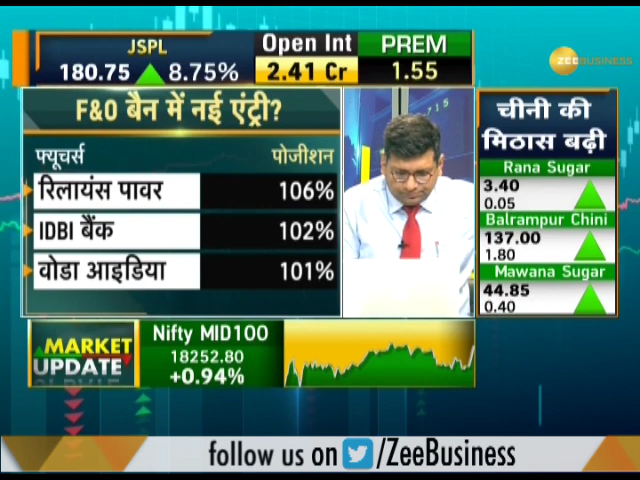 JSPL
180.75 8.75%
Open Int
2.41 Cr
PREM
1.55
ZEEBUSINESS
F&O बैन में नई एंट्री?
फ्यूचर्स पोजीशन
रिलायंस पावर 106%
IDBI बैंक 102%
वोडा आइडिया 101%
715
चीनी की
मिठास बढ़ी
Rana Sugar
3.40
0.05
Balrampur Chini
137.00
1.80
Mawana Sugar
44.85
0.40
MARKET
UPDATE
Nifty MID100
18252.80
+0.94%
follow us on /ZeeBusiness